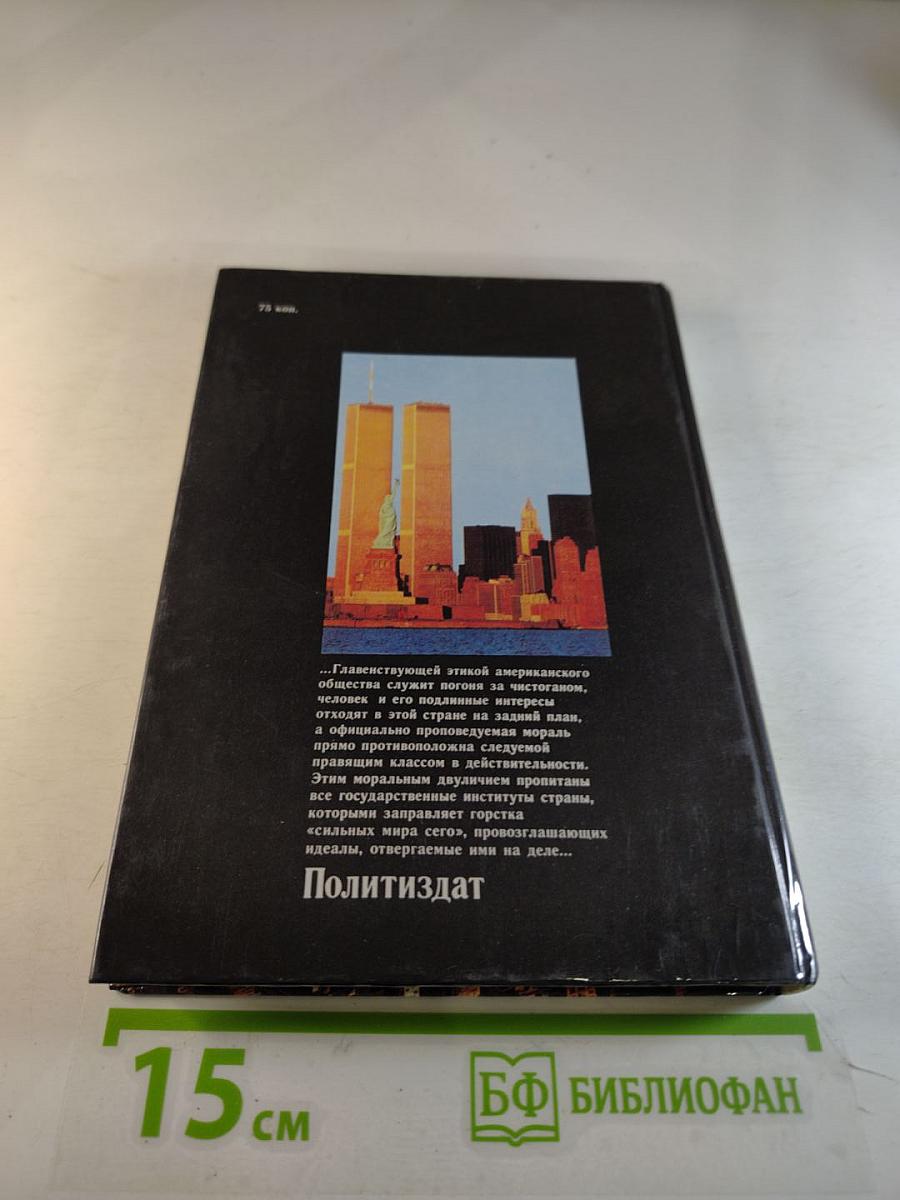 75 коп.
...Главенствующей этикой американского
общества служит погоня за чистоганом,
человек и его подлинные интересы
отходят в этой стране на задний план,
а официально проповедуемая мораль
прямо противоположна следуемой
правящим классом в действительности.
Этим моральным двуличием пропитаны
все государственные институты страны,
которыми заправляет горстка
«сильных мира сего», провозглашающих
идеалы, отвергаемые ими на деле...
Политиздат
15 см
БФ БИБЛИОФАН